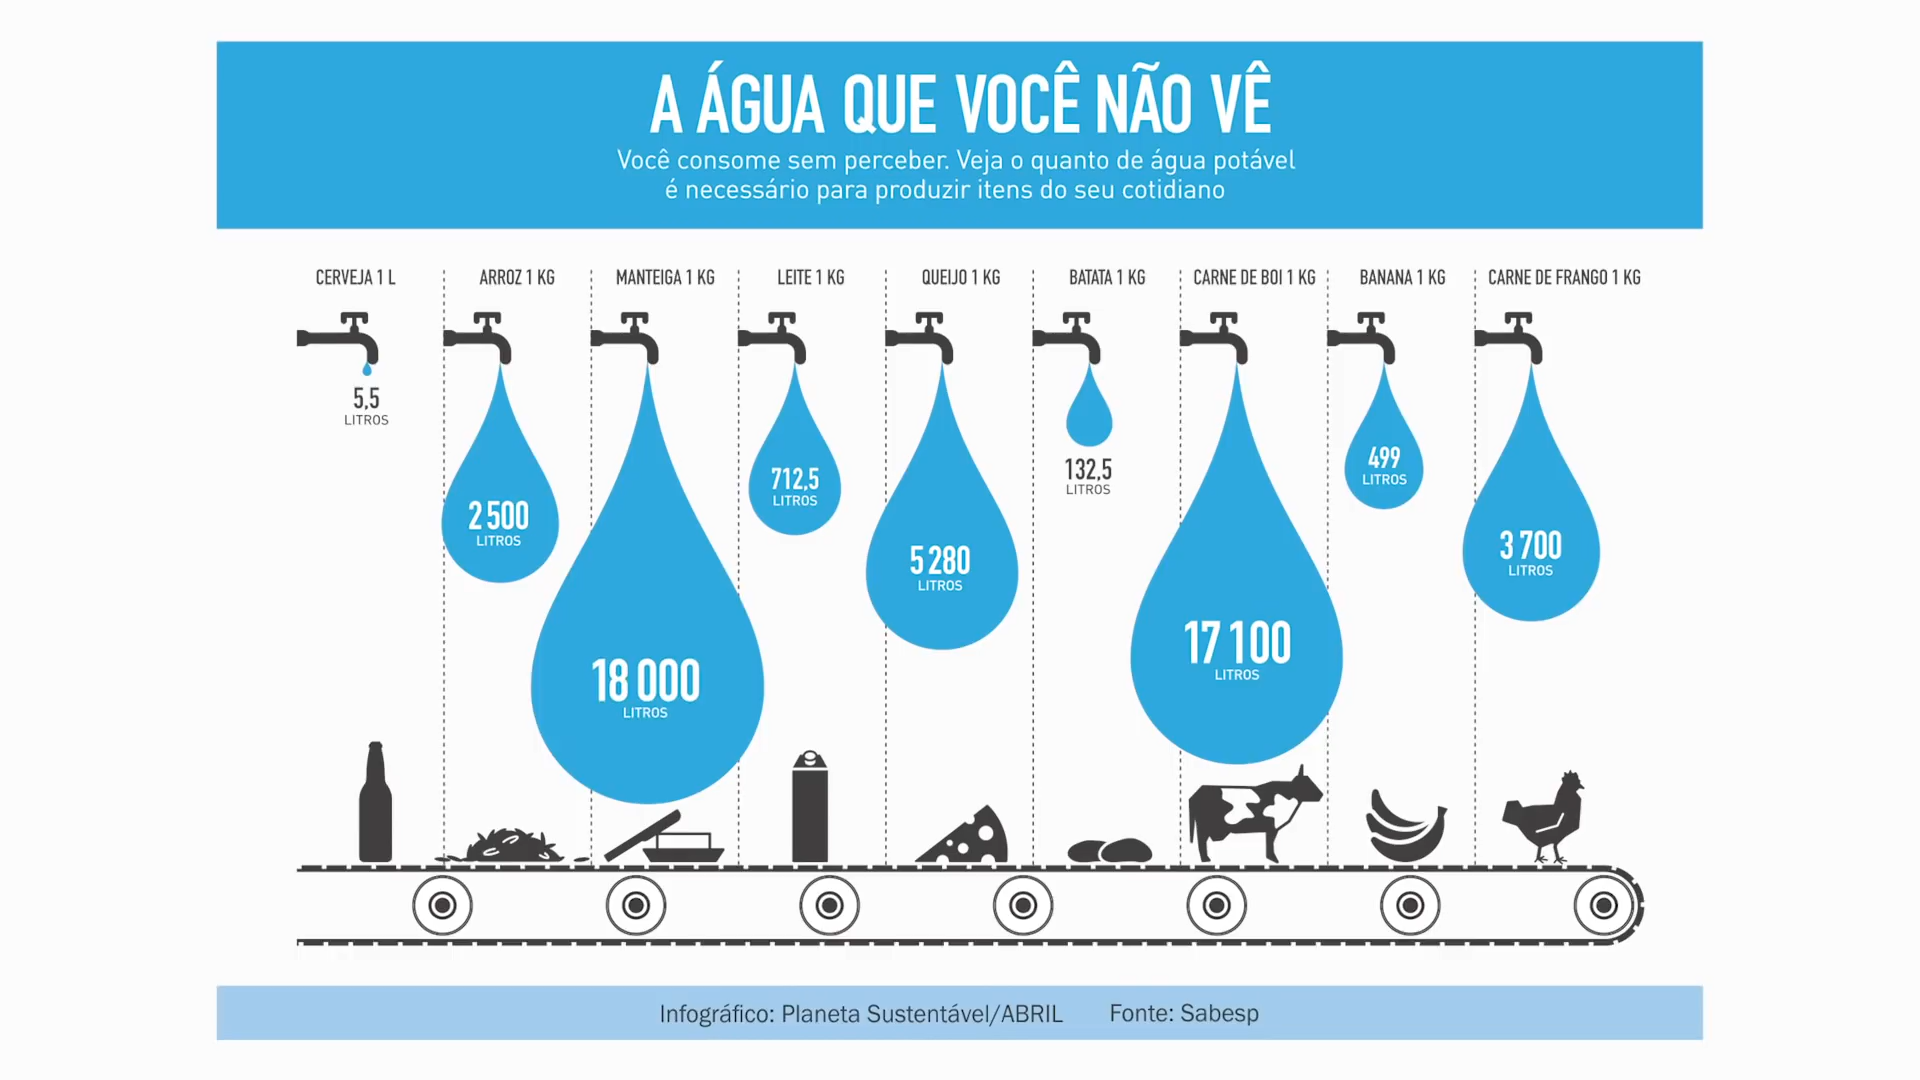 A ÁGUA QUE VOCÊ NÃO VÊ
Você consome sem perceber. Veja o quanto de água potável
é necessário para produzir itens do seu cotidiano
CERVEJA 1 L
5,5
LITROS
ARROZ 1 KG
2 500
LITROS
MANTEIGA 1 KG
18 000
LITROS
LEITE 1 KG
712,5
LITROS
QUEIJO 1 KG
5 280
LITROS
BATATA 1 KG
132,5
LITROS
CARNE DE BOI 1 KG
17 100
LITROS
BANANA 1 KG
499
LITROS
CARNE DE FRANGO 1 KG
3 700
LITROS
Infográfico: Planeta Sustentável/ABRIL Fonte: Sabesp